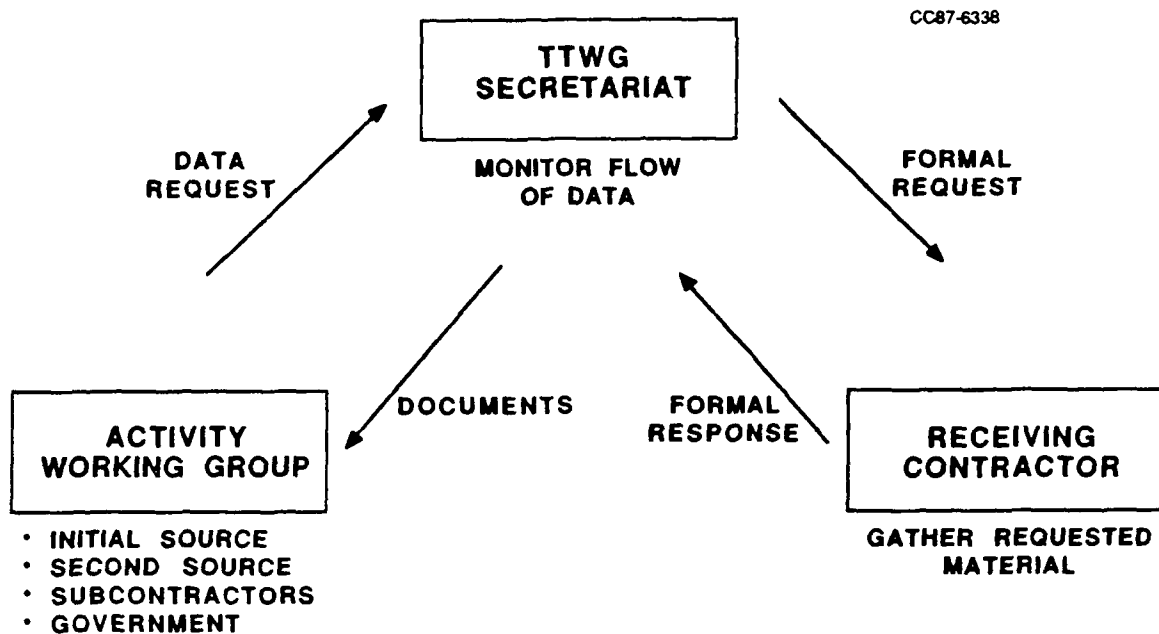 CC87-6338
TTWG
SECRETARIAT
MONITOR FLOW
OF DATA
DATA
REQUEST
FORMAL
REQUEST
DOCUMENTS
FORMAL
RESPONSE
ACTIVITY
WORKING GROUP
• INITIAL SOURCE
• SECOND SOURCE
• SUBCONTRACTORS
• GOVERNMENT
RECEIVING
CONTRACTOR
GATHER REQUESTED
MATERIAL